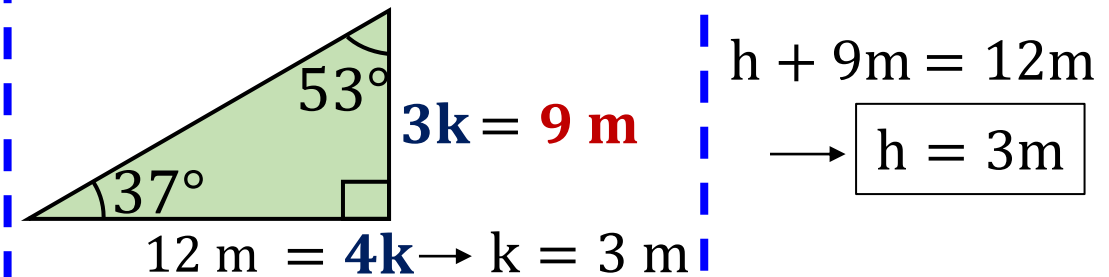 53°
3k = 9 m
37°
12 m = 4k → k = 3 m
h + 9m = 12m
→ h = 3m